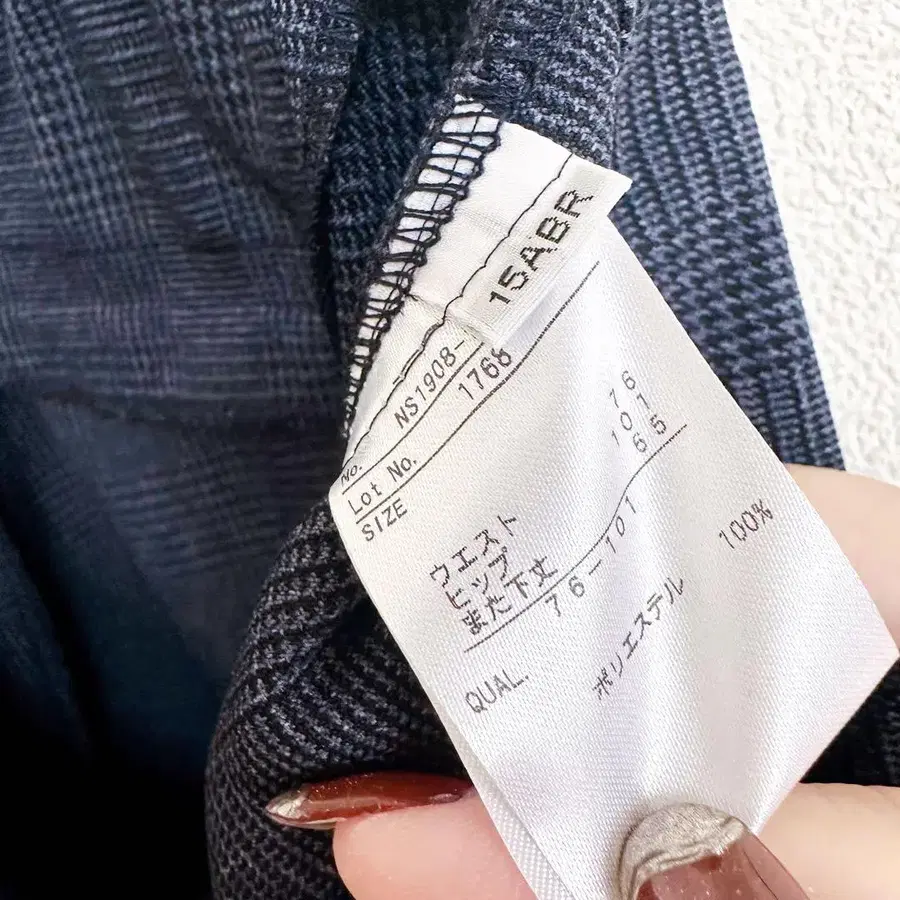 15ABR
No. NS1908-
Lot No. 1768
SIZE
ウエスト 76
ヒップ 101
また下丈 65
76-101
QUAL.
ポリエステル 100%